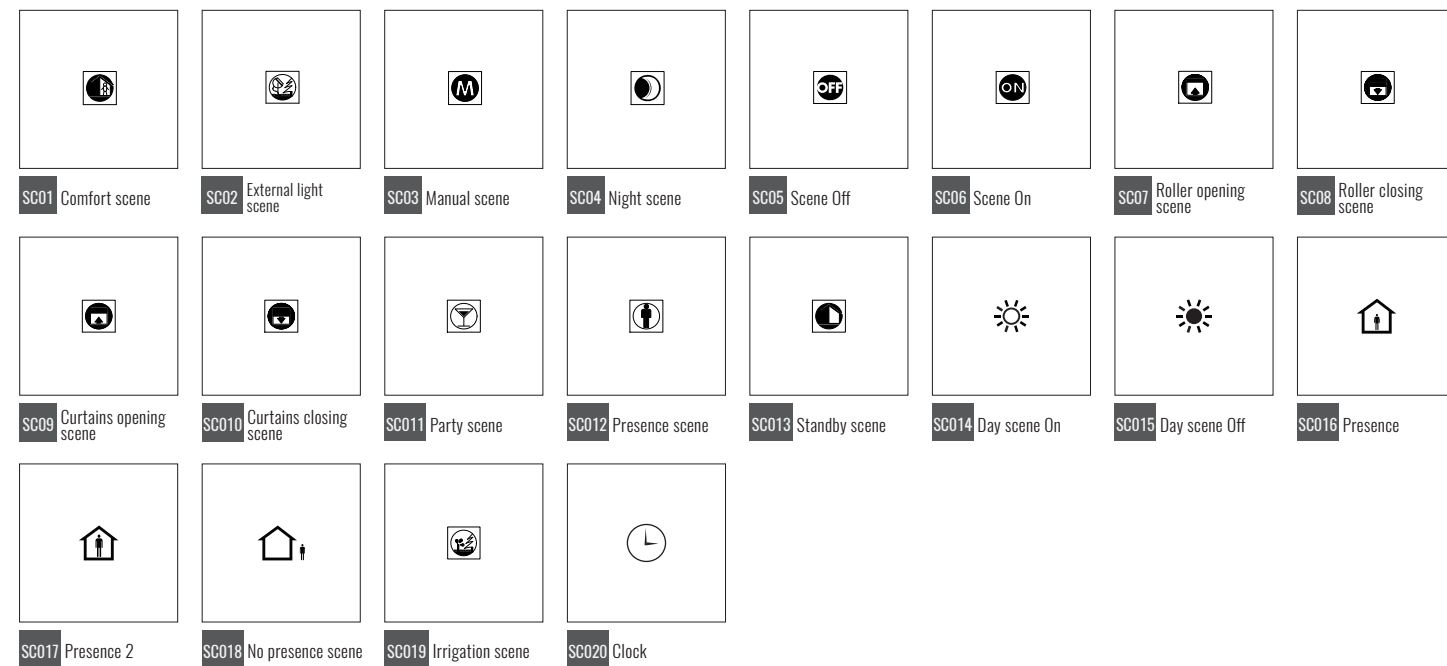 M
OFF
ON
SC01 Comfort scene
SC02 External light
scene
SC03 Manual scene
SC04 Night scene
SC05 Scene Off
SC06 Scene On
SC07 Roller opening
scene
SC08 Roller closing
scene
SC09 Curtains opening
scene
SC010 Curtains closing
scene
SC011 Party scene
SC012 Presence scene
SC013 Standby scene
SC014 Day scene On
SC015 Day scene Off
SC016 Presence
SC017 Presence 2
SC018 No presence scene
SC019 Irrigation scene
SC020 Clock